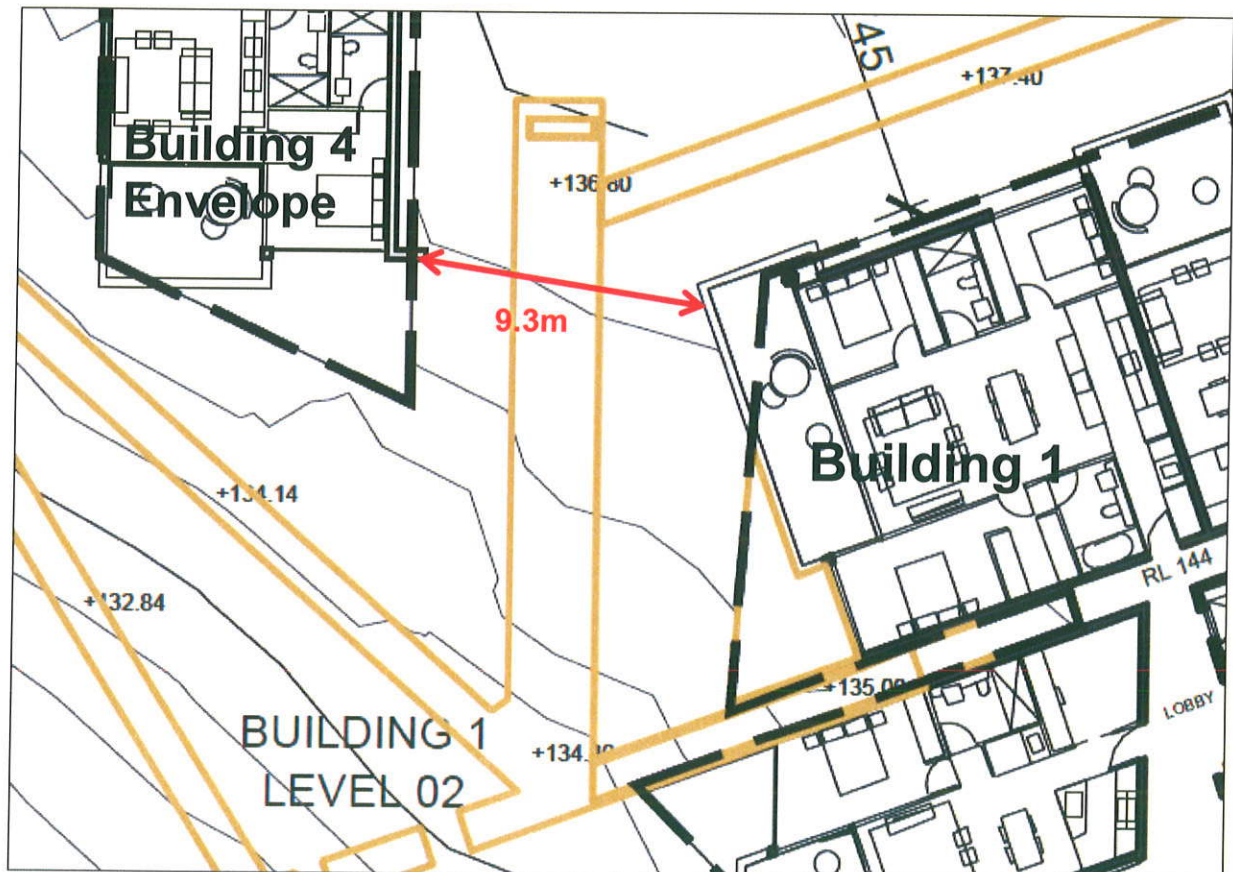 45
+137.40
Building 4
Envelope
+136.80
9.3m
Building 1
+134.14
RL 144
+132.84
+135.00
LOBBY
BUILDING 1
LEVEL 02